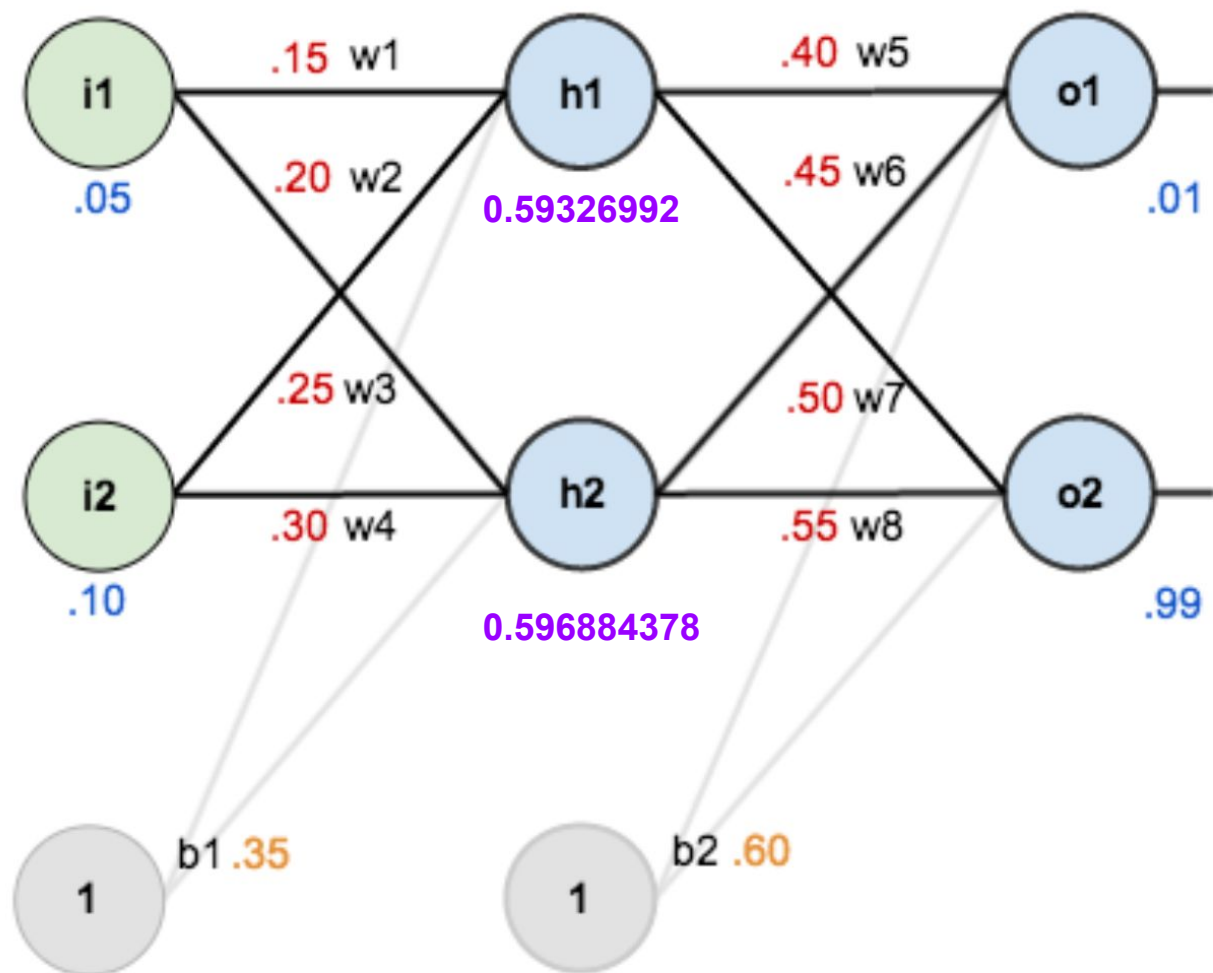 .15 w1
.40 w5
i1
h1
o1
.20 w2
.45 w6
.05
0.59326992
.01
.25 w3
.50 w7
i2
h2
o2
.30 w4
.55 w8
.10
0.596884378
.99
b1 .35
b2 .60
1
1